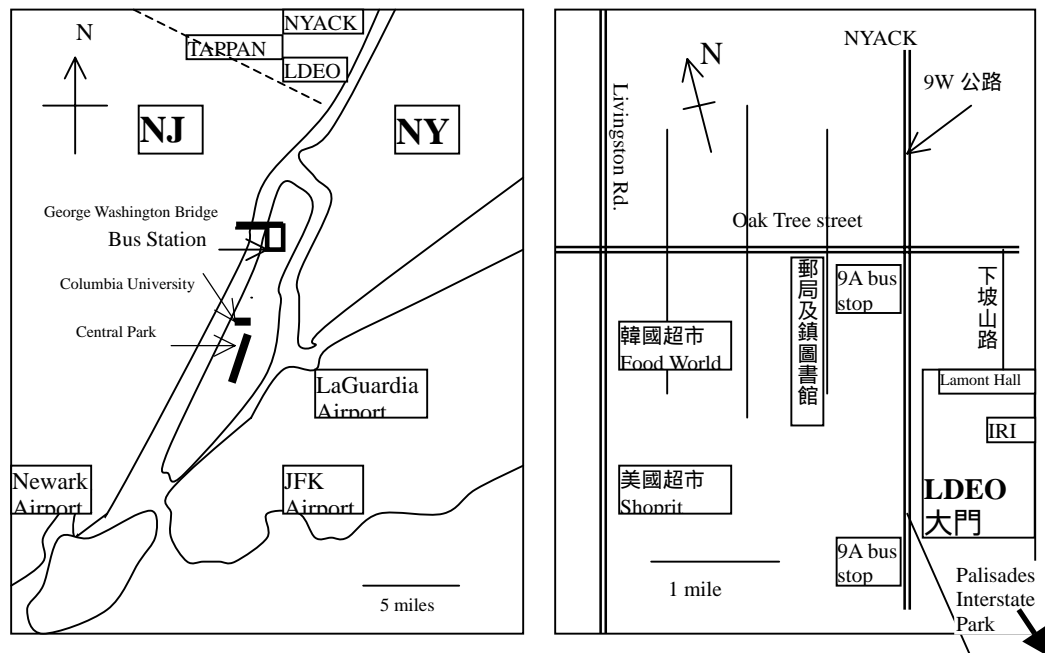 N
NYACK
TAPPAN
LDEO
NJ
NY
George Washington Bridge
Bus Station
Columbia University
Central Park
LaGuardia
Airport
Newark
Airport
JFK
Airport
5 miles
NYACK
N
9W 公路
Livingston Rd.
Oak Tree street
郵局及鎮圖書館
9A bus
stop
下坡山路
韓國超市
Food World
Lamont Hall
IRI
美國超市
Shoprit
LDEO
大門
9A bus
stop
1 mile
Palisades
Interstate
Park